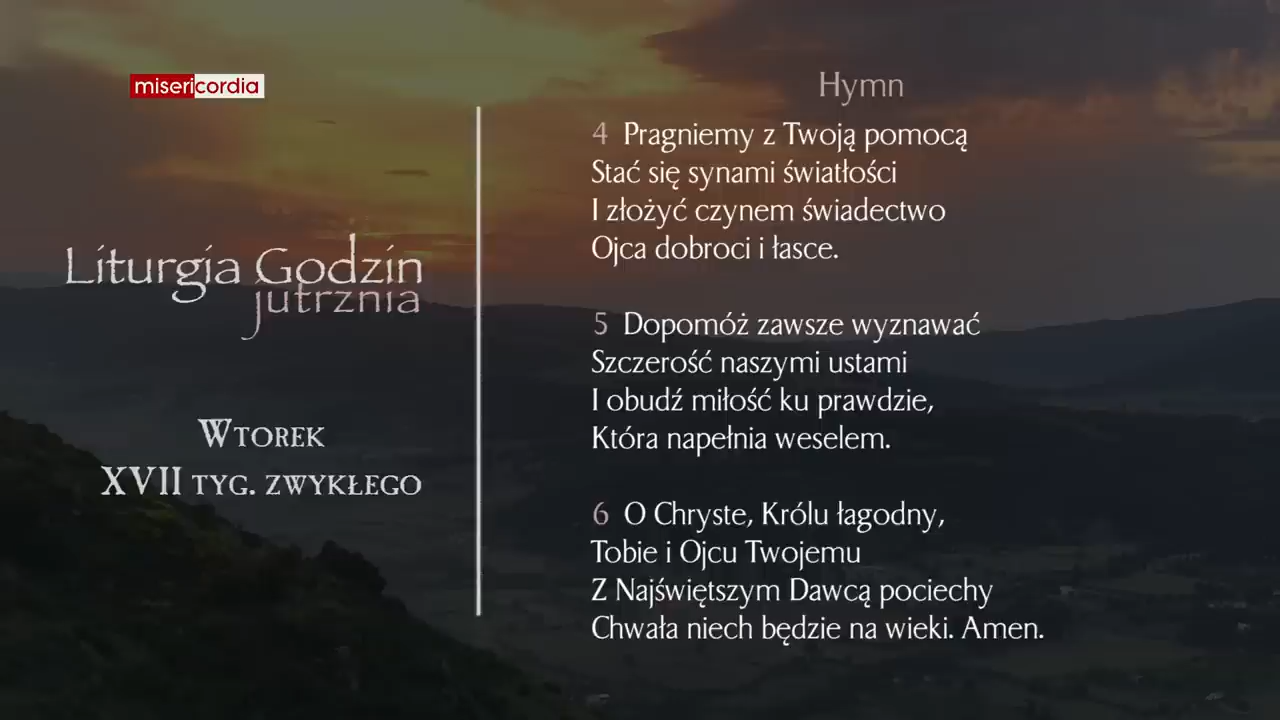 misericordia
Liturgia Godzin
jutrznia
Wtorek
XVII tyg. zwykłego
Hymn
4 Pragniemy z Twoją pomocą
Stać się synami światłości
I złożyć czynem świadectwo
Ojca dobroci i łasce.
5 Dopomóż zawsze wyznawać
Szczerość naszymi ustami
I obudź miłość ku prawdzie,
Która napełnia weselem.
6 O Chryste, Królu łagodny,
Tobie i Ojcu Twojemu
Z Najświętszym Dawcą pociechy
Chwała niech będzie na wieki. Amen.